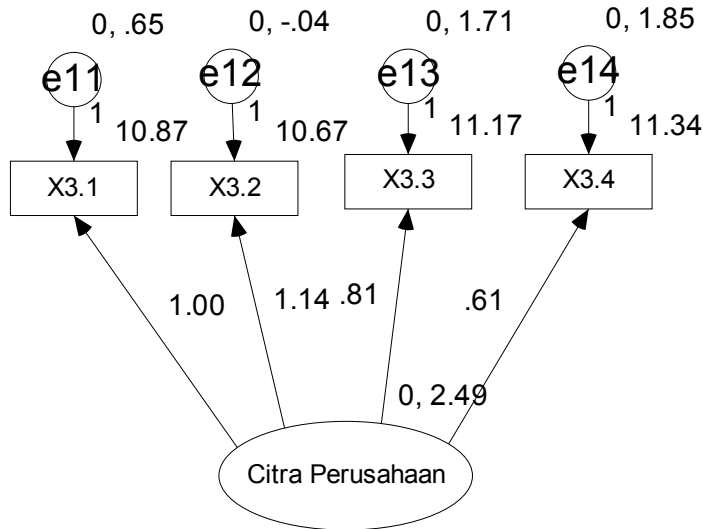 0, .65
0, -.04
0, 1.71
0, 1.85
e11
e12
e13
e14
1
1
1
1
10.87
10.67
11.17
11.34
X3.1
X3.2
X3.3
X3.4
1.00
1.14
.81
.61
0, 2.49
Citra Perusahaan